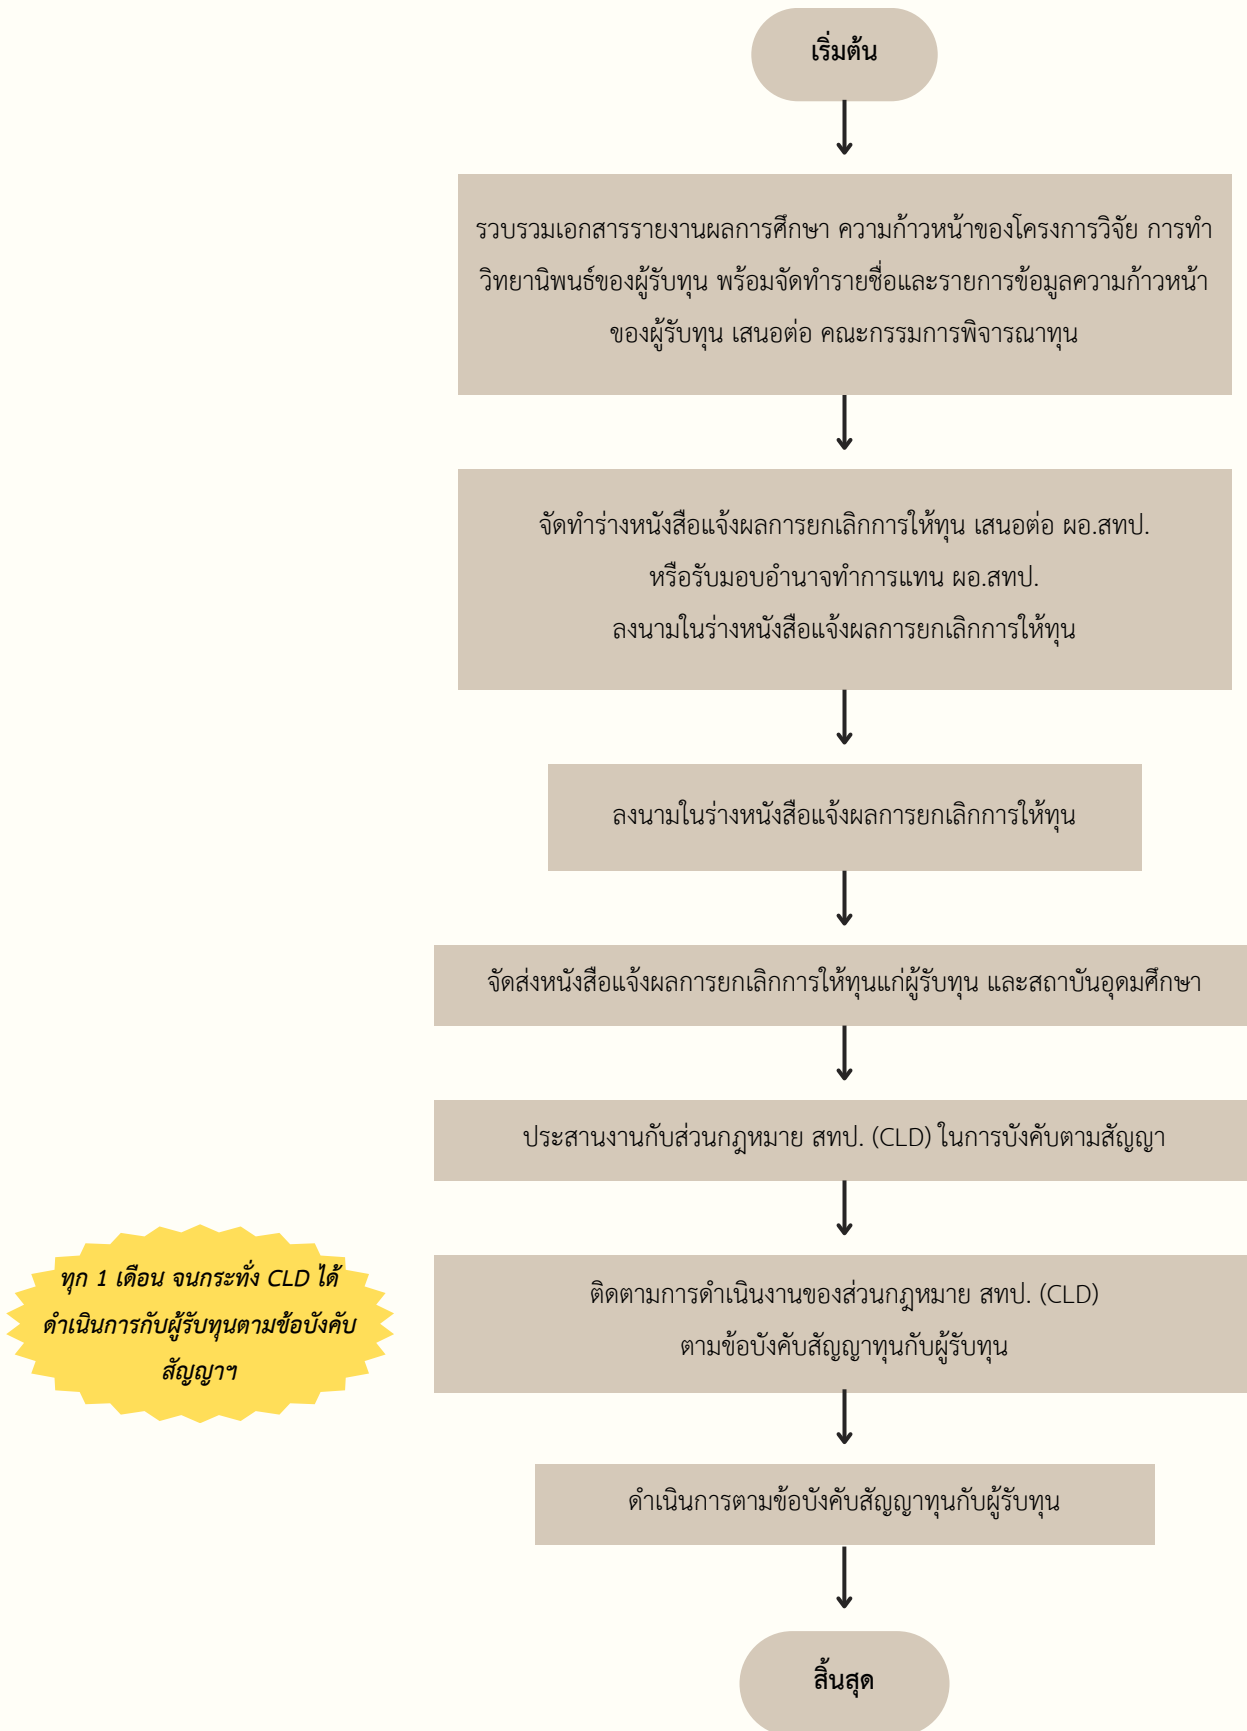 เริ่มต้น
รวบรวมเอกสารรายงานผลการศึกษา ความก้าวหน้าของโครงการวิจัย การทำ
วิทยานิพนธ์ของผู้รับทุน พร้อมจัดทำรายชื่อและรายการข้อมูลความก้าวหน้า
ของผู้รับทุน เสนอต่อ คณะกรรมการพิจารณาทุน
จัดทำร่างหนังสือแจ้งผลการยกเลิกการให้ทุน เสนอต่อ ผอ.สทป.
หรือรับมอบอำนาจทำการแทน ผอ.สทป.
ลงนามในร่างหนังสือแจ้งผลการยกเลิกการให้ทุน
ลงนามในร่างหนังสือแจ้งผลการยกเลิกการให้ทุน
จัดส่งหนังสือแจ้งผลการยกเลิกการให้ทุนแก่ผู้รับทุน และสถาบันอุดมศึกษา
ประสานงานกับส่วนกฎหมาย สทป. (CLD) ในการบังคับตามสัญญา
ทุก 1 เดือน จนกระทั่ง CLD ได้
ดำเนินการกับผู้รับทุนตามข้อบังคับ
สัญญาฯ
ติดตามการดำเนินงานของส่วนกฎหมาย สทป. (CLD)
ตามข้อบังคับสัญญาทุนกับผู้รับทุน
ดำเนินการตามข้อบังคับสัญญาทุนกับผู้รับทุน
สิ้นสุด